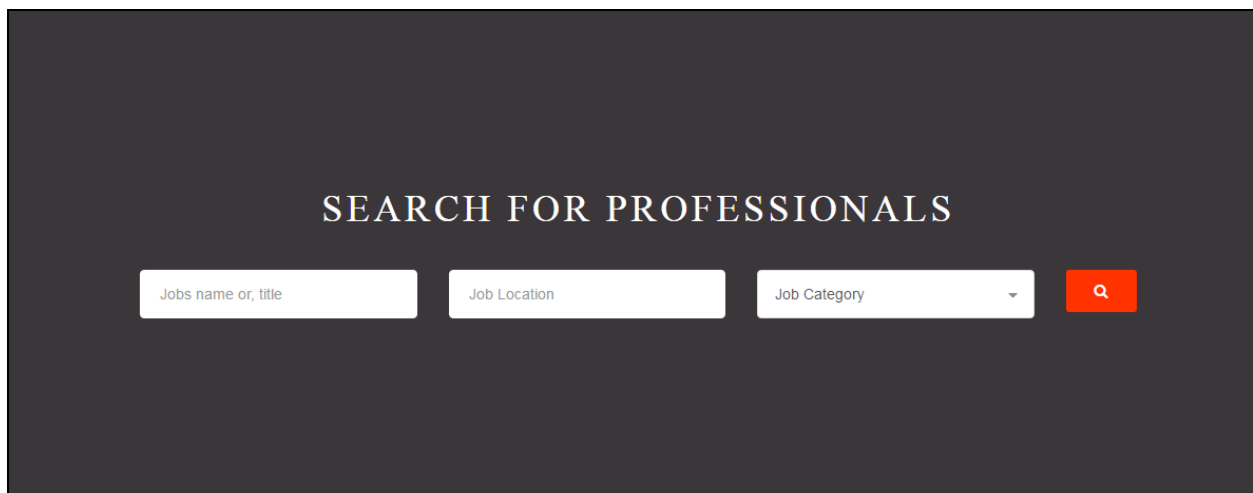 SEARCH FOR PROFESSIONALS
Jobs name or, title
Job Location
Job Category